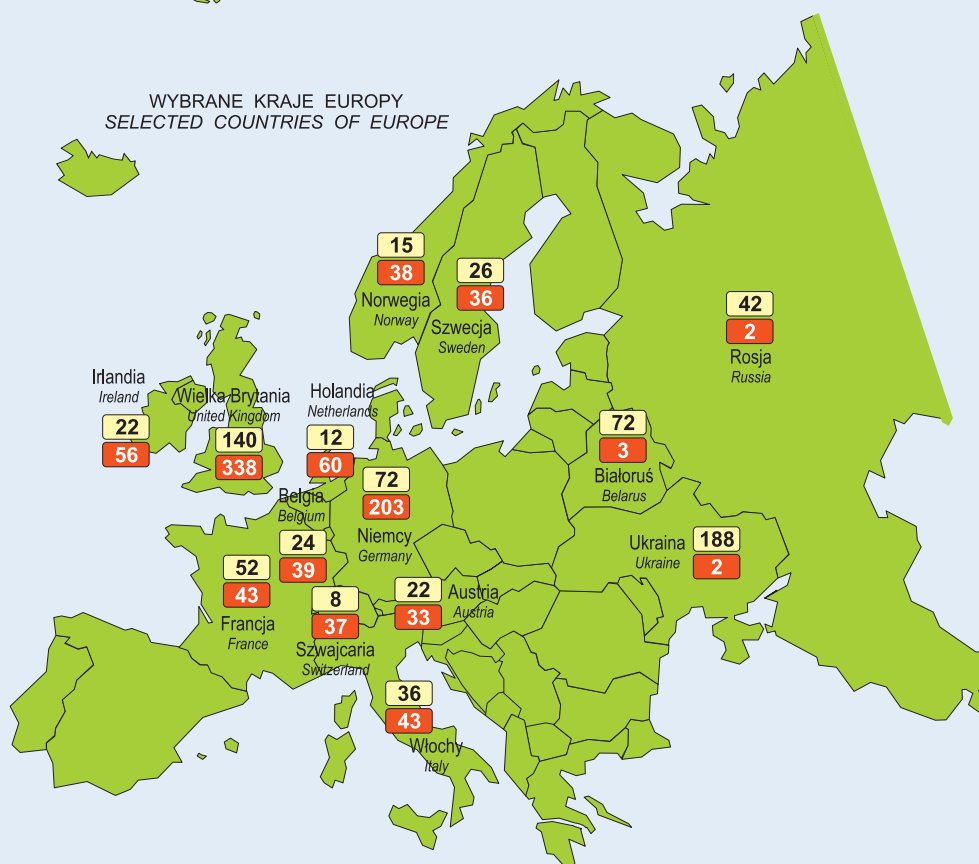 WYBRANE KRAJE EUROPY
SELECTED COUNTRIES OF EUROPE
15
38
Norwegia
Norway
26
36
Szwecja
Sweden
42
2
Rosja
Russia
Irlandia
Ireland
22
56
Wielka Brytania
United Kingdom
140
338
Holandia
Netherlands
12
60
72
3
Białoruś
Belarus
Belgia
Belgium
24
39
72
203
Niemcy
Germany
Ukraina
Ukraine
188
2
52
43
Francja
France
8
37
Szwajcaria
Switzerland
22
33
Austria
Austria
36
43
Włochy
Italy